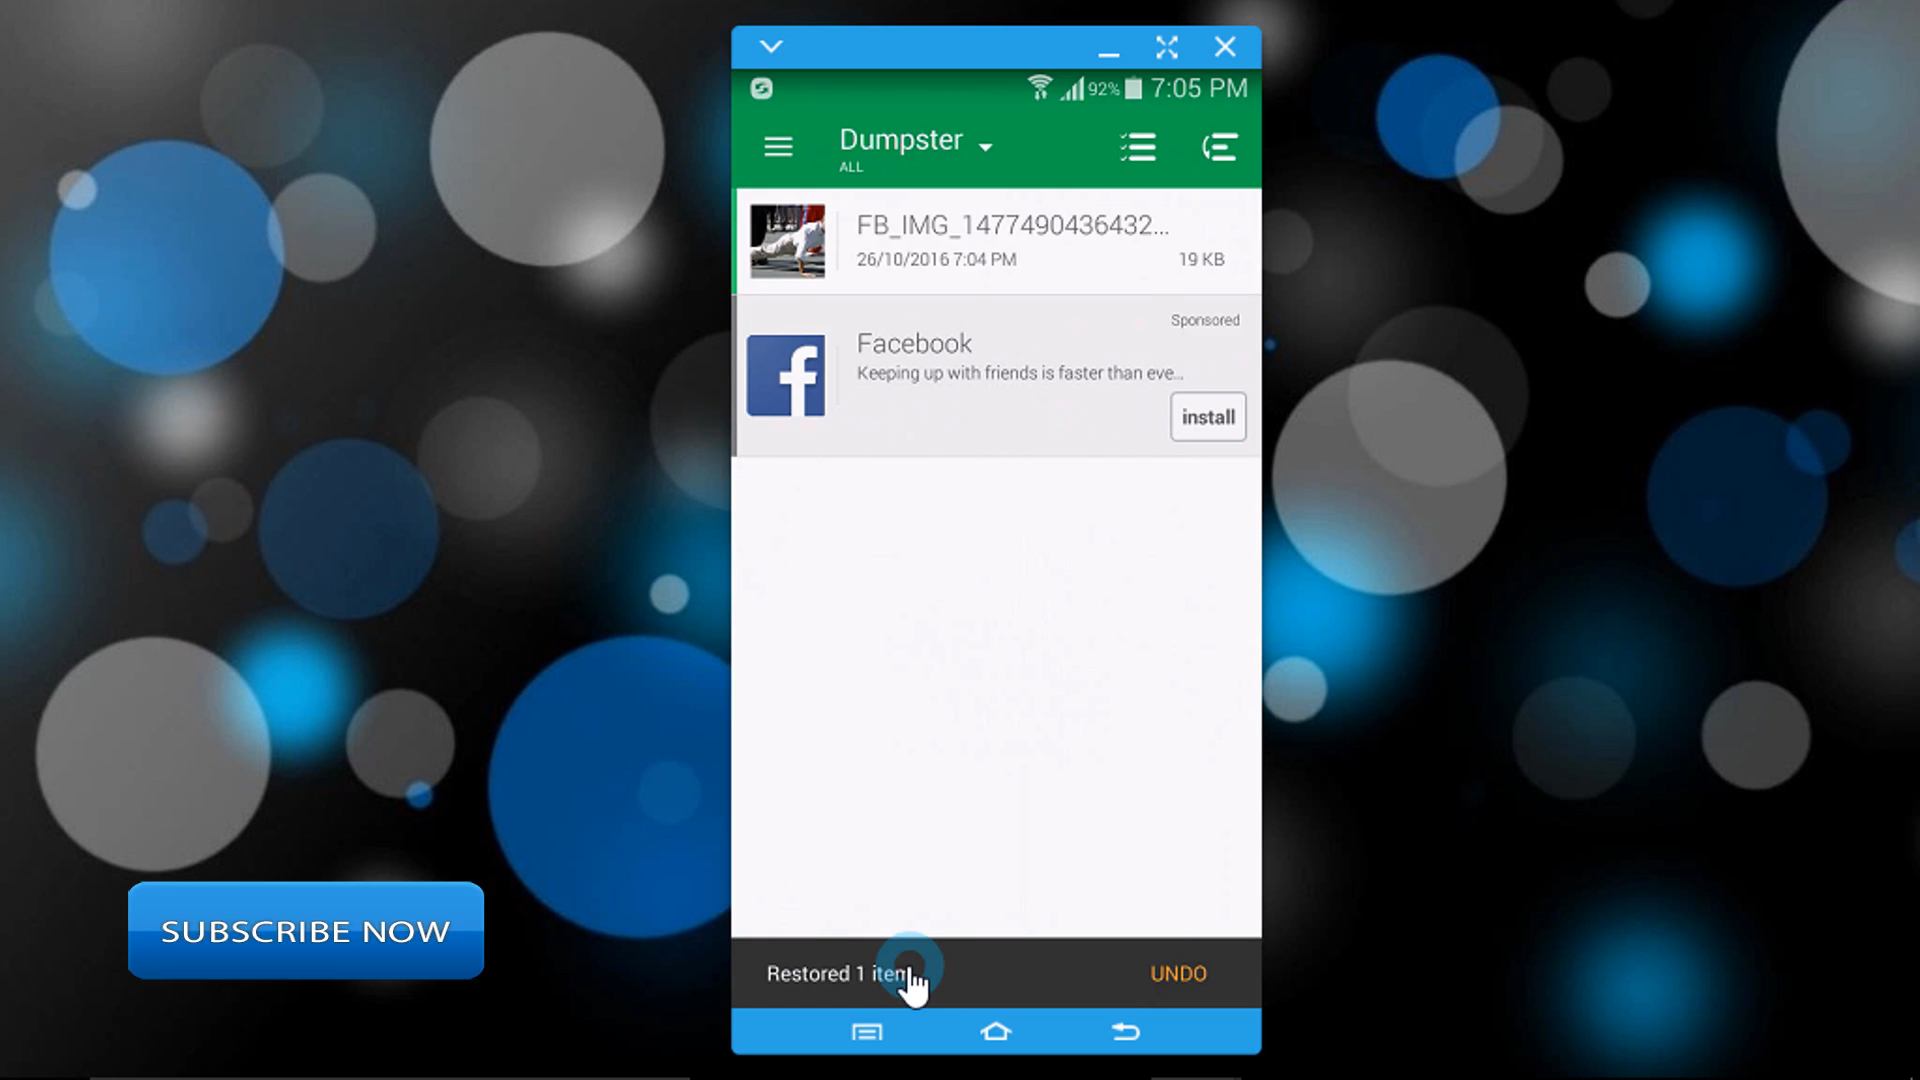 92% 7:05 PM
Dumpster
ALL
FB_IMG_1477490436432...
26/10/2016 7:04 PM 19 KB
Sponsored
Facebook
Keeping up with friends is faster than eve...
install
SUBSCRIBE NOW
Restored 1 item
UNDO